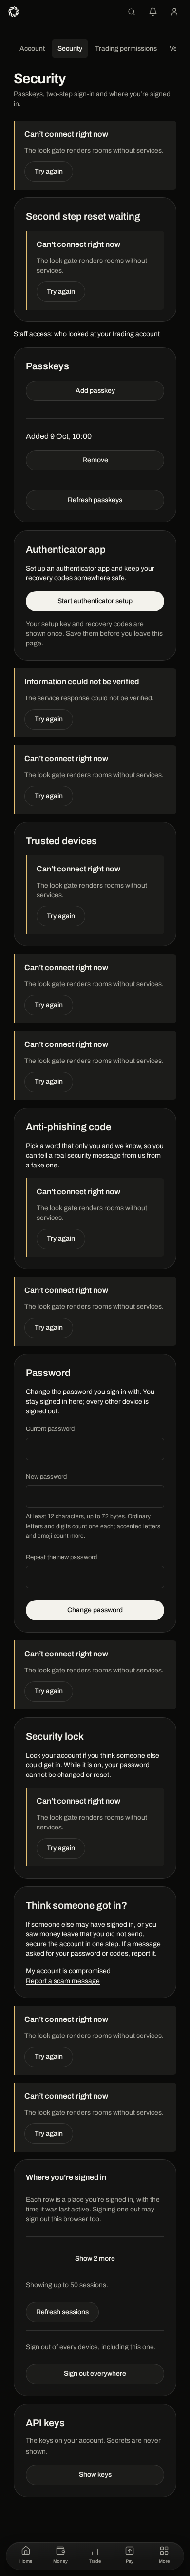 Account Security Trading permissions Ve
Security
Passkeys, two-step sign-in and where you're signed
in.
Can't connect right now
The look gate renders rooms without services.
Try again
Second step reset waiting
Can't connect right now
The look gate renders rooms without
services.
Try again
Staff access: who looked at your trading account
Passkeys
Add passkey
Added 9 Oct, 10:00
Remove
Refresh passkeys
Authenticator app
Set up an authenticator app and keep your
recovery codes somewhere safe.
Start authenticator setup
Your setup key and recovery codes are
shown once. Save them before you leave this
page.
Information could not be verified
The service response could not be verified.
Try again
Can't connect right now
The look gate renders rooms without services.
Try again
Trusted devices
Can't connect right now
The look gate renders rooms without
services.
Try again
Can't connect right now
The look gate renders rooms without services.
Try again
Can't connect right now
The look gate renders rooms without services.
Try again
Anti-phishing code
Pick a word that only you and we know, so you
can tell a real security message from us from
a fake one.
Can't connect right now
The look gate renders rooms without
services.
Try again
Can't connect right now
The look gate renders rooms without services.
Try again
Password
Change the password you sign in with. You
stay signed in here; every other device is
signed out.
Current password
New password
At least 12 characters, up to 72 bytes. Ordinary
letters and digits count one each; accented letters
and emoji count more.
Repeat the new password
Change password
Can't connect right now
The look gate renders rooms without services.
Try again
Security lock
Lock your account if you think someone else
could get in. While it is on, your password
cannot be changed or reset.
Can't connect right now
The look gate renders rooms without
services.
Try again
Think someone got in?
If someone else may have signed in, or you
saw money leave that you did not send,
secure the account in one step. If a message
asked for your password or codes, report it.
My account is compromised
Report a scam message
Can't connect right now
The look gate renders rooms without services.
Try again
Can't connect right now
The look gate renders rooms without services.
Try again
Where you're signed in
Each row is a place you're signed in, with the
time it was last active. Signing one out may
sign out this browser too.
Show 2 more
Showing up to 50 sessions.
Refresh sessions
Sign out of every device, including this one.
Sign out everywhere
API keys
The keys on your account. Secrets are never
shown.
Show keys
Home Money Trade Pay More